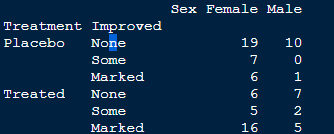 Sex Female Male
Treatment Improved
Placebo None 19 10
Some 7 0
Marked 6 1
Treated None 6 7
Some 5 2
Marked 16 5